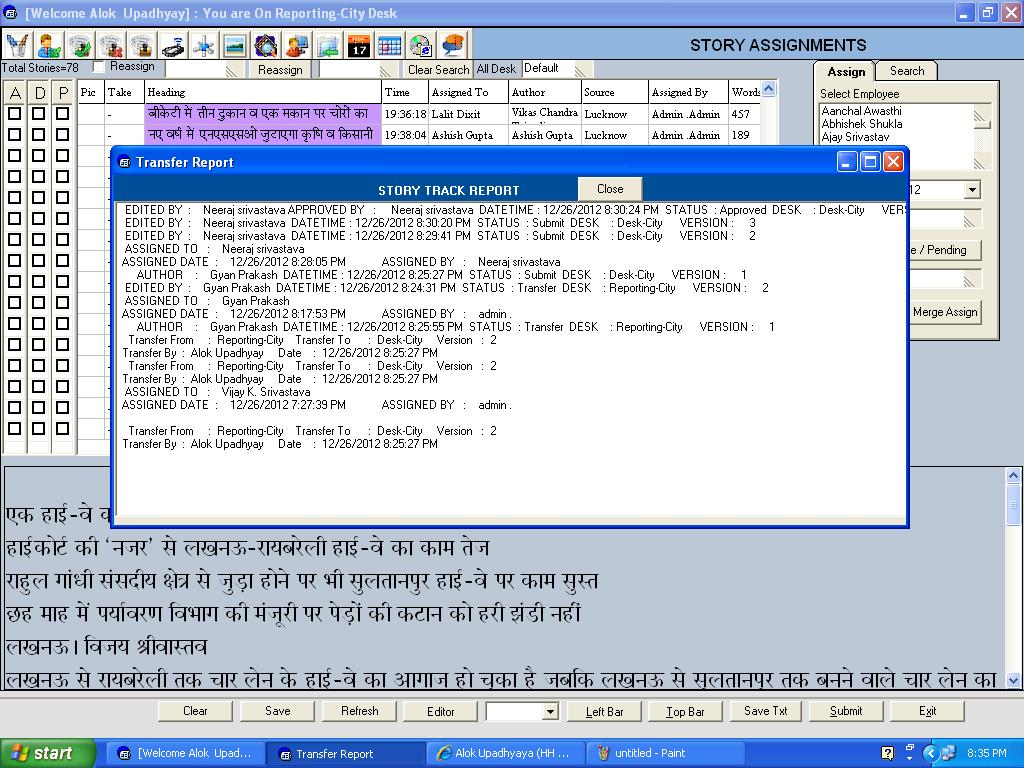 [Welcome Alok Upadhyay] : You are On Reporting-City Desk
17
STORY ASSIGNMENTS
Total Stories=78 Reassign Reassign Clear Search All Desk Default
Assign Search
A D P Pic Take Heading Time Assigned To Author Source Assigned By Words
Select Employee
- बीकेटी में तीन दुकान व एक मकान पर चोरों का 19:36:18 Lalit Dixit Vikas Chandra Lucknow Admin .Admin 457
- नए वर्ष में एनएसएसओ जुटाएगा कृषि व किसानी 19:38:04 Ashish Gupta Ashish Gupta Lucknow Admin .Admin 189
Aanchal Awasthi
Abhishek Shukla
Ajay Srivastav
12
e / Pending
Merge Assign
Transfer Report
STORY TRACK REPORT Close
EDITED BY : Neeraj srivastava APPROVED BY : Neeraj srivastava DATETIME : 12/26/2012 8:30:24 PM STATUS : Approved DESK : Desk-City VERS
EDITED BY : Neeraj srivastava DATETIME : 12/26/2012 8:30:20 PM STATUS : Submit DESK : Desk-City VERSION : 3
EDITED BY : Neeraj srivastava DATETIME : 12/26/2012 8:29:41 PM STATUS : Submit DESK : Desk-City VERSION : 2
ASSIGNED TO : Neeraj srivastava
ASSIGNED DATE : 12/26/2012 8:28:05 PM ASSIGNED BY : Neeraj srivastava
AUTHOR : Gyan Prakash DATETIME : 12/26/2012 8:25:27 PM STATUS : Submit DESK : Desk-City VERSION : 1
EDITED BY : Gyan Prakash DATETIME : 12/26/2012 8:24:31 PM STATUS : Transfer DESK : Reporting-City VERSION : 2
ASSIGNED TO : Gyan Prakash
ASSIGNED DATE : 12/26/2012 8:17:53 PM ASSIGNED BY : admin .
AUTHOR : Gyan Prakash DATETIME : 12/26/2012 8:25:55 PM STATUS : Transfer DESK : Reporting-City VERSION : 1
Transfer From : Reporting-City Transfer To : Desk-City Version : 2
Transfer By : Alok Upadhyay Date : 12/26/2012 8:25:27 PM
Transfer From : Reporting-City Transfer To : Desk-City Version : 2
Transfer By : Alok Upadhyay Date : 12/26/2012 8:25:27 PM
ASSIGNED TO : Vijay K. Srivastava
ASSIGNED DATE : 12/26/2012 7:27:39 PM ASSIGNED BY : admin .
Transfer From : Reporting-City Transfer To : Desk-City Version : 2
Transfer By : Alok Upadhyay Date : 12/26/2012 8:25:27 PM
एक हाई-वे
हाईकोर्ट की ‘नजर’ से लखनऊ-रायबरेली हाई-वे का काम तेज
राहुल गांधी संसदीय क्षेत्र से जुड़ा होने पर भी सुलतानपुर हाई-वे पर काम सुस्त
छह माह में पर्यावरण विभाग की मंजूरी पर पेड़ों की कटान को हरी झंडी नहीं
लखनऊ। विजय श्रीवास्तव
लखनऊ से रायबरेली तक चार लेन के हाई-वे का आगाज हो चुका है जबकि लखनऊ से सुलतानपुर तक बनने वाले चार लेन का
Clear Save Refresh Editor Left Bar Top Bar Save Txt Submit Exit
start [Welcome Alok Upad... Transfer Report Alok Upadhyaya (HH ... untitled - Paint 8:35 PM